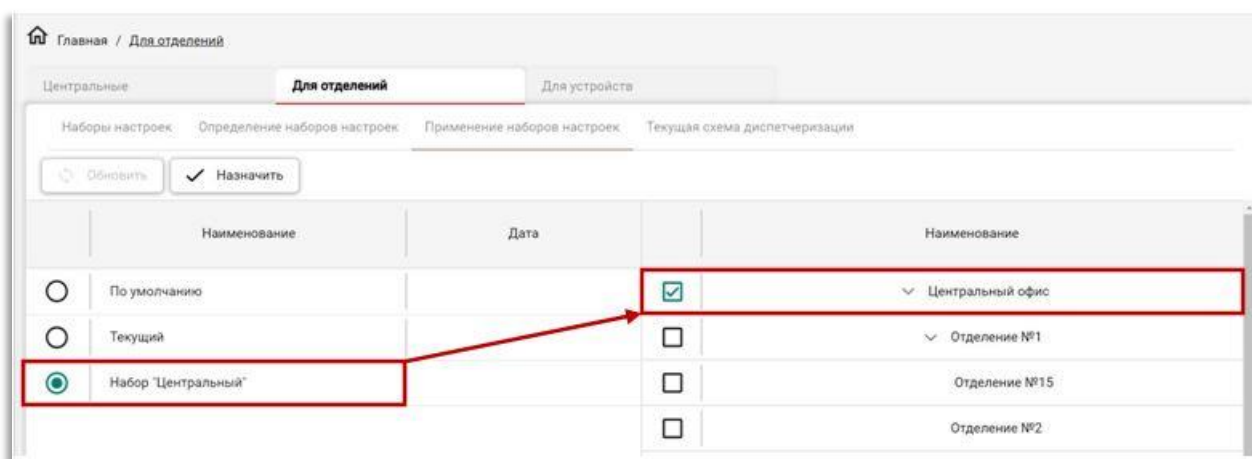 Главная / Для отделений
Центральные Для отделений Для устройств
Наборы настроек Определение наборов настроек Применение наборов настроек Текущая схема диспетчеризации
Обновить Назначить
Наименование Дата Наименование
По умолчанию Центральный офис
Текущий Отделение №1
Набор "Центральный" Отделение №15
Отделение №2